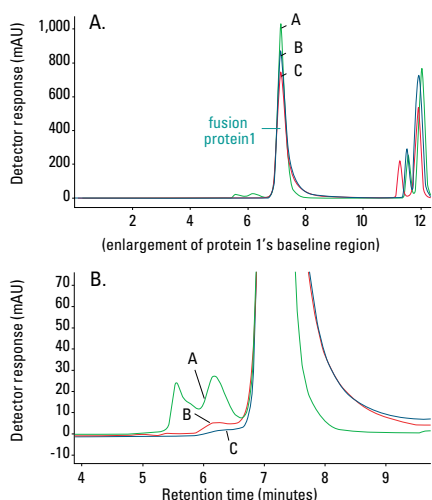 A.
Detector response (mAU)
1,000
800
600
400
200
0
A
B
C
fusion
protein1
2
4
6
8
10
12
(enlargement of protein 1's baseline region)
B.
Detector response (mAU)
70
60
50
40
30
20
10
0
-10
A
B
C
4
5
6
7
8
9
Retention time (minutes)